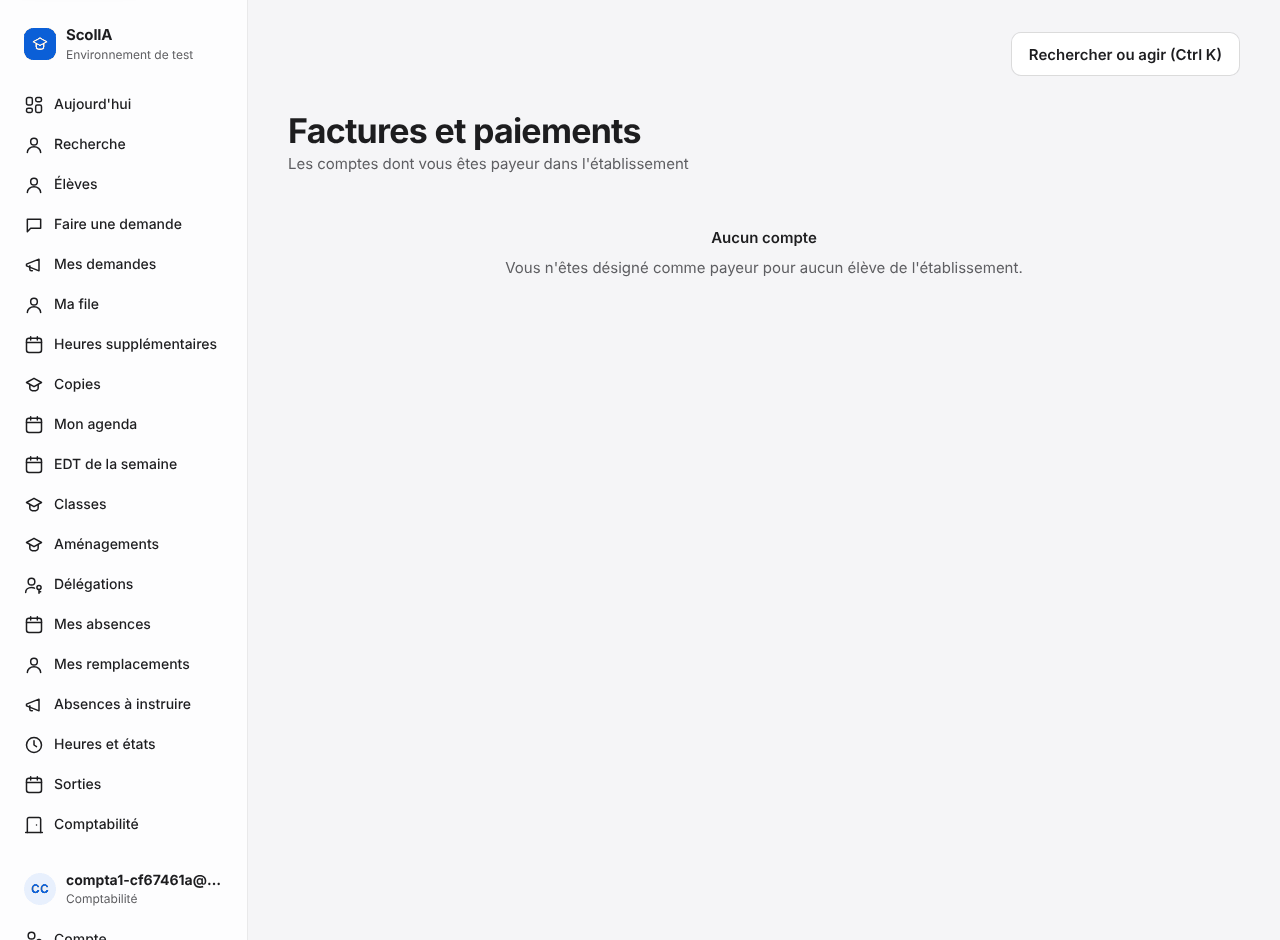 ScolIA
Environnement de test
Rechercher ou agir (Ctrl K)
Aujourd'hui
Recherche
Élèves
Faire une demande
Mes demandes
Ma file
Heures supplémentaires
Copies
Mon agenda
EDT de la semaine
Classes
Aménagements
Délégations
Mes absences
Mes remplacements
Absences à instruire
Heures et états
Sorties
Comptabilité
CC
compta1-cf67461a@...
Comptabilité
Compte
Factures et paiements
Les comptes dont vous êtes payeur dans l'établissement
Aucun compte
Vous n'êtes désigné comme payeur pour aucun élève de l'établissement.